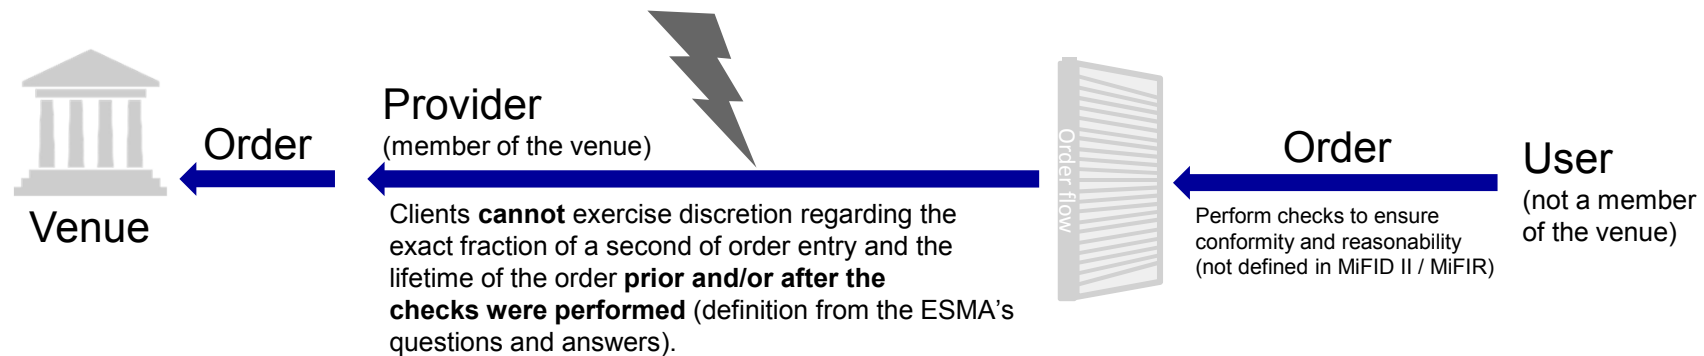 Venue
Order
Provider
(member of the venue)
Clients cannot exercise discretion regarding the
exact fraction of a second of order entry and the
lifetime of the order prior and/or after the
checks were performed (definition from the ESMA's
questions and answers).
Order flow
Order
Perform checks to ensure
conformity and reasonability
(not defined in MiFID II / MiFIR)
User
(not a member
of the venue)